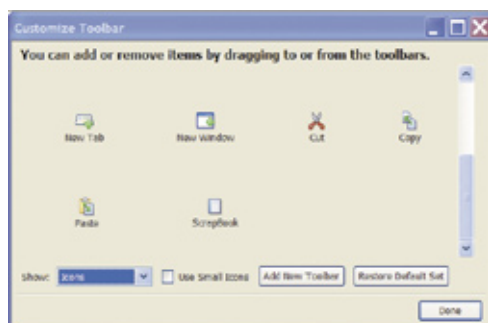 Customize Toolbar
You can add or remove items by dragging to or from the toolbars.
New Tab New Window Cut Copy
Paste Scrapbook
Show: Icons Use Small Icons Add New Toolbar Restore Default Set
Done